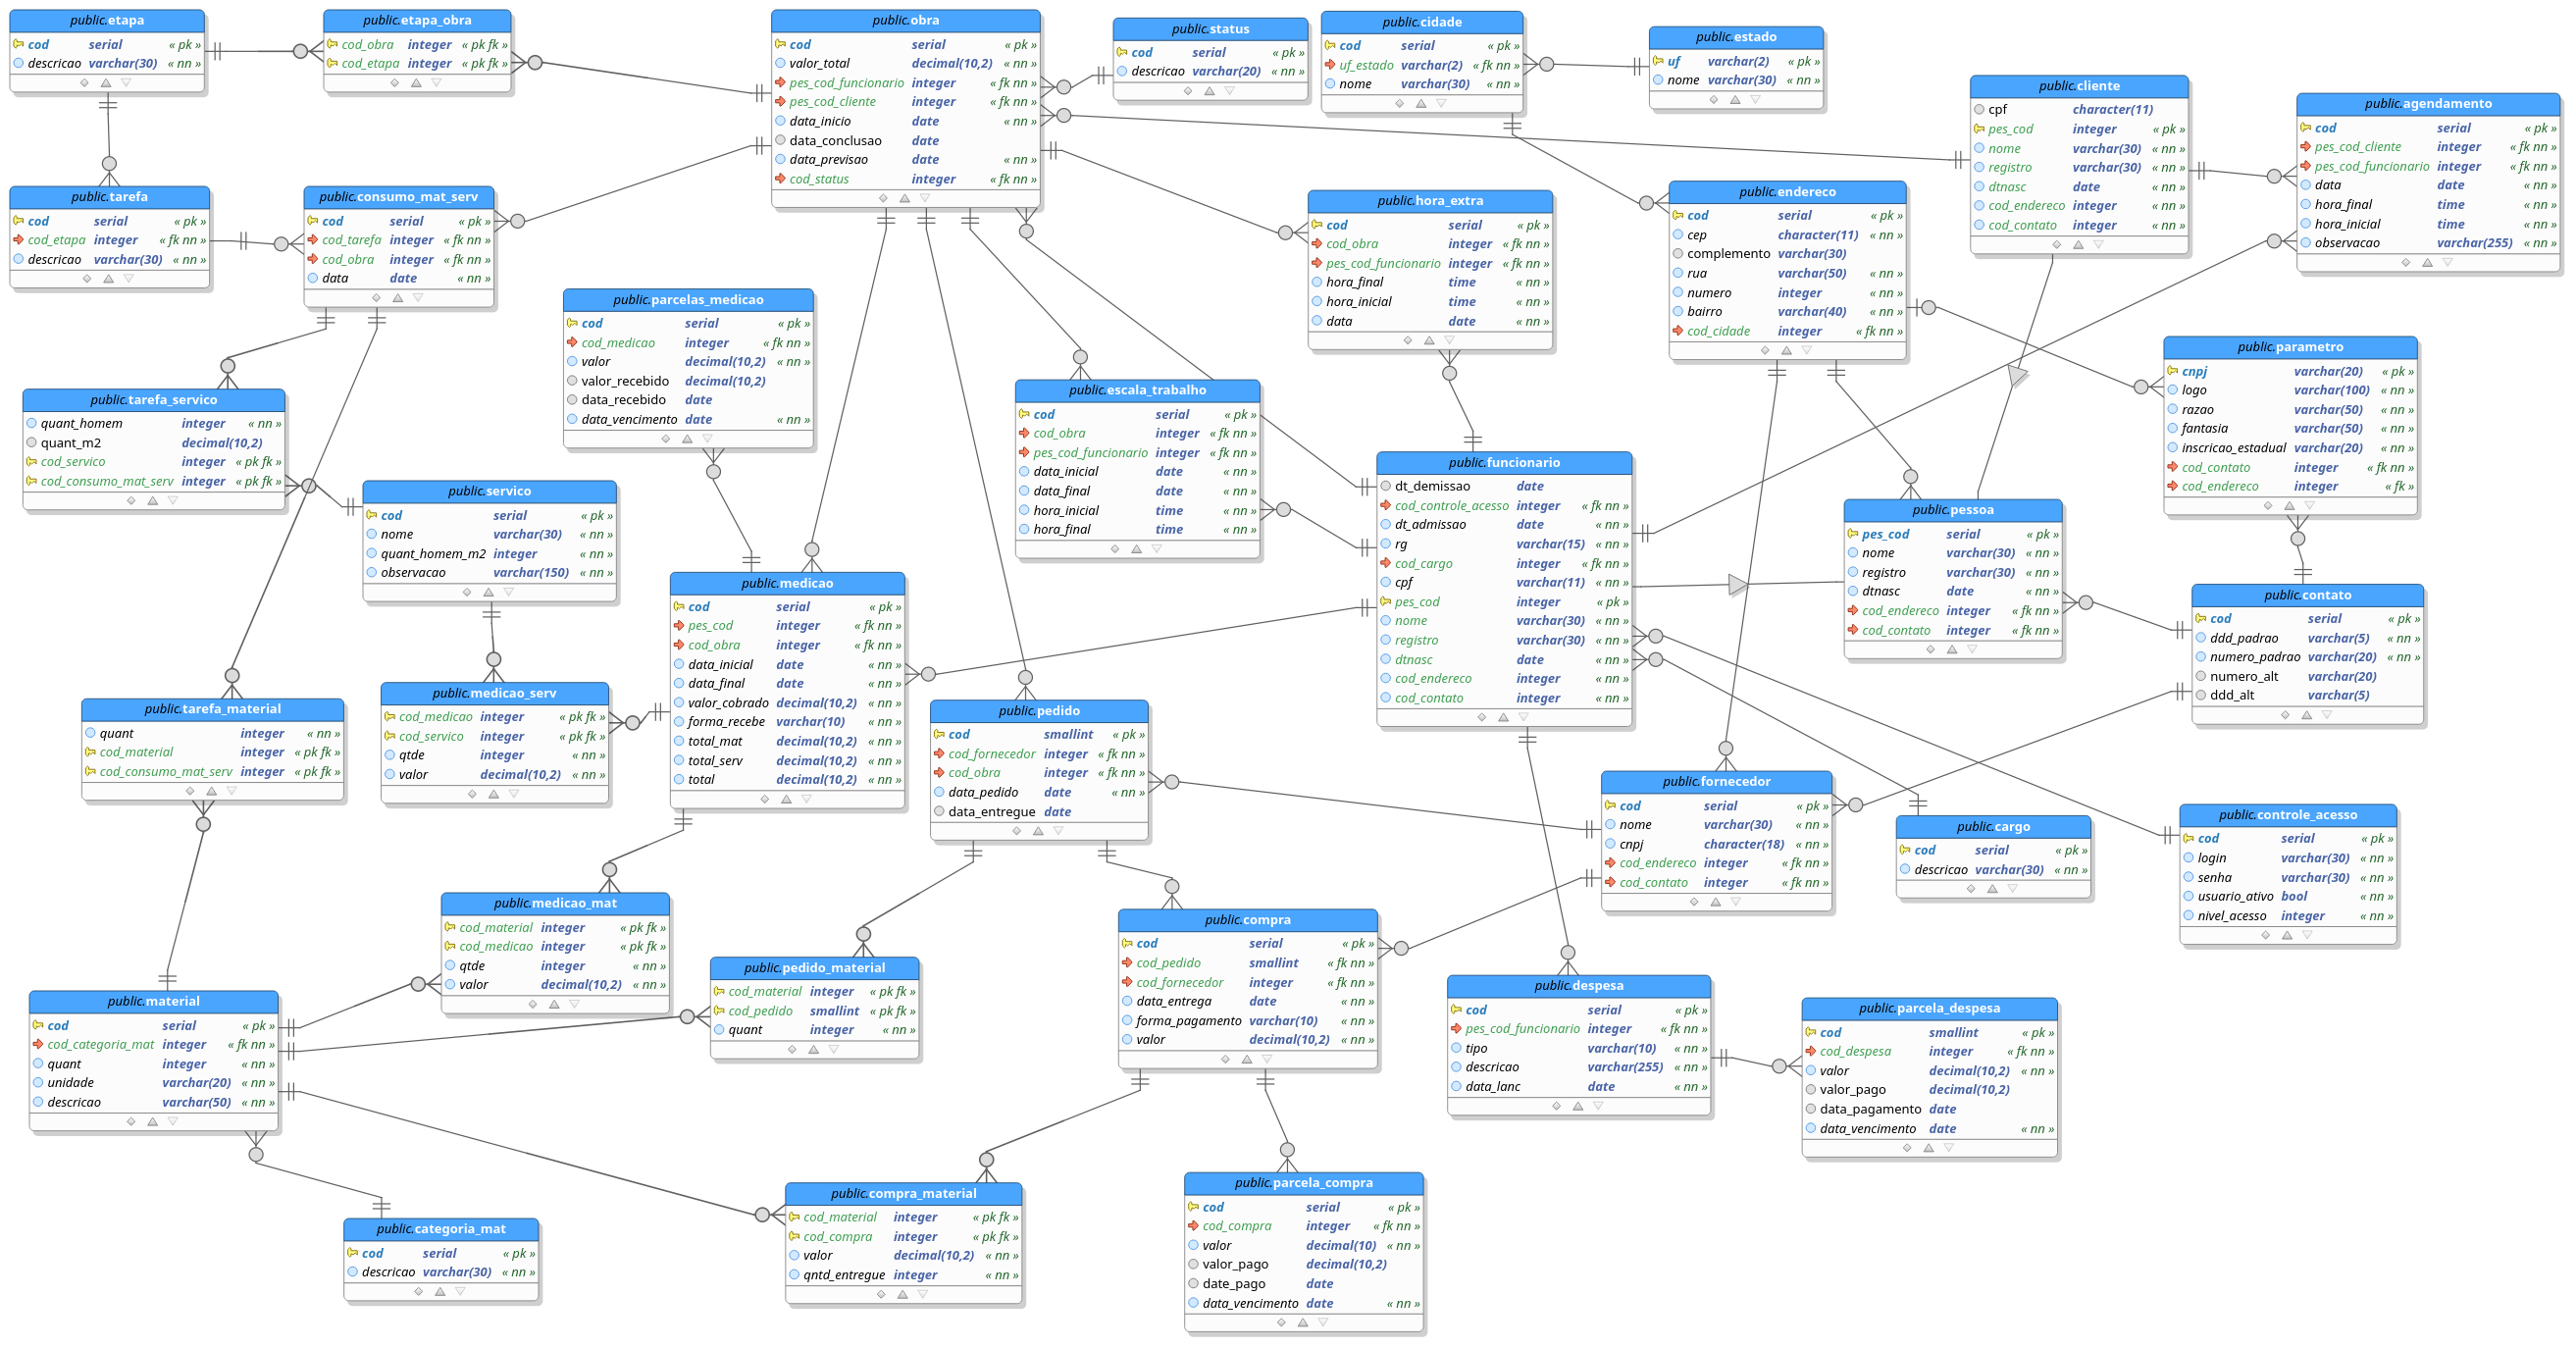 public.etapa
cod serial « pk »
descricao varchar(30) « nn »
public.etapa_obra
cod_obra integer « pk fk »
cod_etapa integer « pk fk »
public.obra
cod serial « pk »
valor_total decimal(10,2) « nn »
pes_cod_funcionario integer « fk nn »
pes_cod_cliente integer « fk nn »
data_inicio date « nn »
data_conclusao date
data_previsao date « nn »
cod_status integer « fk nn »
public.status
cod serial « pk »
descricao varchar(20) « nn »
public.cidade
cod serial « pk »
uf_estado varchar(2) « fk nn »
nome varchar(30) « nn »
public.estado
uf varchar(2) « pk »
nome varchar(30) « nn »
public.cliente
cpf character(11)
pes_cod integer « pk »
nome varchar(30) « nn »
registro varchar(30) « nn »
dtnasc date « nn »
cod_endereco integer « nn »
cod_contato integer « nn »
public.agendamento
cod serial « pk »
pes_cod_cliente integer « fk nn »
pes_cod_funcionario integer « fk nn »
data date « nn »
hora_final time « nn »
hora_inicial time « nn »
observacao varchar(255) « nn »
public.tarefa
cod serial « pk »
cod_etapa integer « fk nn »
descricao varchar(30) « nn »
public.consumo_mat_serv
cod serial « pk »
cod_tarefa integer « fk nn »
cod_obra integer « fk nn »
data date « nn »
public.hora_extra
cod serial « pk »
cod_obra integer « fk nn »
pes_cod_funcionario integer « fk nn »
hora_final time « nn »
hora_inicial time « nn »
data date « nn »
public.endereco
cod serial « pk »
cep character(11) « nn »
complemento varchar(30)
rua varchar(50) « nn »
numero integer « nn »
bairro varchar(40) « nn »
cod_cidade integer « fk nn »
public.parcelas_medicao
cod serial « pk »
cod_medicao integer « fk nn »
valor decimal(10,2) « nn »
valor_recebido decimal(10,2)
data_recebido date
data_vencimento date « nn »
public.parametro
cnpj varchar(20) « pk »
logo varchar(100) « nn »
razao varchar(50) « nn »
fantasia varchar(50) « nn »
inscricao_estadual varchar(20) « nn »
cod_contato integer « fk nn »
cod_endereco integer « fk »
public.tarefa_servico
quant_homem integer « nn »
quant_m2 decimal(10,2)
cod_servico integer « pk fk »
cod_consumo_mat_serv integer « pk fk »
public.escala_trabalho
cod serial « pk »
cod_obra integer « fk nn »
pes_cod_funcionario integer « fk nn »
data_inicial date « nn »
data_final date « nn »
hora_inicial time « nn »
hora_final time « nn »
public.funcionario
dt_demissao date
cod_controle_acesso integer « fk nn »
dt_admissao date « nn »
rg varchar(15) « nn »
cod_cargo integer « fk nn »
cpf varchar(11) « nn »
pes_cod integer « pk »
nome varchar(30) « nn »
registro varchar(30) « nn »
dtnasc date « nn »
cod_endereco integer « nn »
cod_contato integer « nn »
public.servico
cod serial « pk »
nome varchar(30) « nn »
quant_homem_m2 integer « nn »
observacao varchar(150) « nn »
public.pessoa
pes_cod serial « pk »
nome varchar(30) « nn »
registro varchar(30) « nn »
dtnasc date « nn »
cod_endereco integer « fk nn »
cod_contato integer « fk nn »
public.medicao
cod serial « pk »
pes_cod integer « fk nn »
cod_obra integer « fk nn »
data_inicial date « nn »
data_final date « nn »
valor_cobrado decimal(10,2) « nn »
forma_recebe varchar(10) « nn »
total_mat decimal(10,2) « nn »
total_serv decimal(10,2) « nn »
total decimal(10,2) « nn »
public.contato
cod serial « pk »
ddd_padrao varchar(5) « nn »
numero_padrao varchar(20) « nn »
numero_alt varchar(20)
ddd_alt varchar(5)
public.medicao_serv
cod_medicao integer « pk fk »
cod_servico integer « pk fk »
qtde integer « nn »
valor decimal(10,2) « nn »
public.tarefa_material
quant integer « nn »
cod_material integer « pk fk »
cod_consumo_mat_serv integer « pk fk »
public.pedido
cod smallint « pk »
cod_fornecedor integer « fk nn »
cod_obra integer « fk nn »
data_pedido date « nn »
data_entregue date
public.fornecedor
cod serial « pk »
nome varchar(30) « nn »
cnpj character(18) « nn »
cod_endereco integer « fk nn »
cod_contato integer « fk nn »
public.cargo
cod serial « pk »
descricao varchar(30) « nn »
public.controle_acesso
cod serial « pk »
login varchar(30) « nn »
senha varchar(30) « nn »
usuario_ativo bool « nn »
nivel_acesso integer « nn »
public.medicao_mat
cod_material integer « pk fk »
cod_medicao integer « pk fk »
qtde integer « nn »
valor decimal(10,2) « nn »
public.compra
cod serial « pk »
cod_pedido smallint « fk nn »
cod_fornecedor integer « fk nn »
data_entrega date « nn »
forma_pagamento varchar(10) « nn »
valor decimal(10,2) « nn »
public.pedido_material
cod_material integer « pk fk »
cod_pedido smallint « pk fk »
quant integer « nn »
public.despesa
cod serial « pk »
pes_cod_funcionario integer « fk nn »
tipo varchar(10) « nn »
descricao varchar(255) « nn »
data_lanc date « nn »
public.material
cod serial « pk »
cod_categoria_mat integer « fk nn »
quant integer « nn »
unidade varchar(20) « nn »
descricao varchar(50) « nn »
public.parcela_despesa
cod smallint « pk »
cod_despesa integer « fk nn »
valor decimal(10,2) « nn »
valor_pago decimal(10,2)
data_pagamento date
data_vencimento date « nn »
public.parcela_compra
cod serial « pk »
cod_compra integer « fk nn »
valor decimal(10) « nn »
valor_pago decimal(10,2)
date_pago date
data_vencimento date « nn »
public.compra_material
cod_material integer « pk fk »
cod_compra integer « pk fk »
valor decimal(10,2) « nn »
qntd_entregue integer « nn »
public.categoria_mat
cod serial « pk »
descricao varchar(30) « nn »